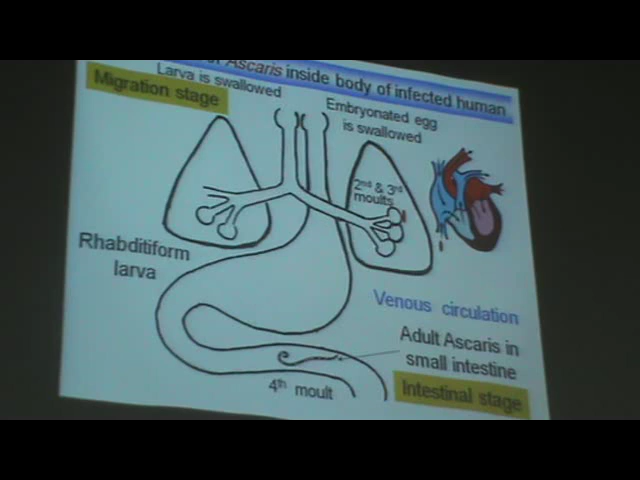 Ascaris inside body of infected human
Migration stage
Larva is swallowed
Embryonated egg
is swallowed
2nd & 3rd
moults
Rhabditiform
larva
Venous circulation
Adult Ascaris in
small intestine
4th moult
Intestinal stage